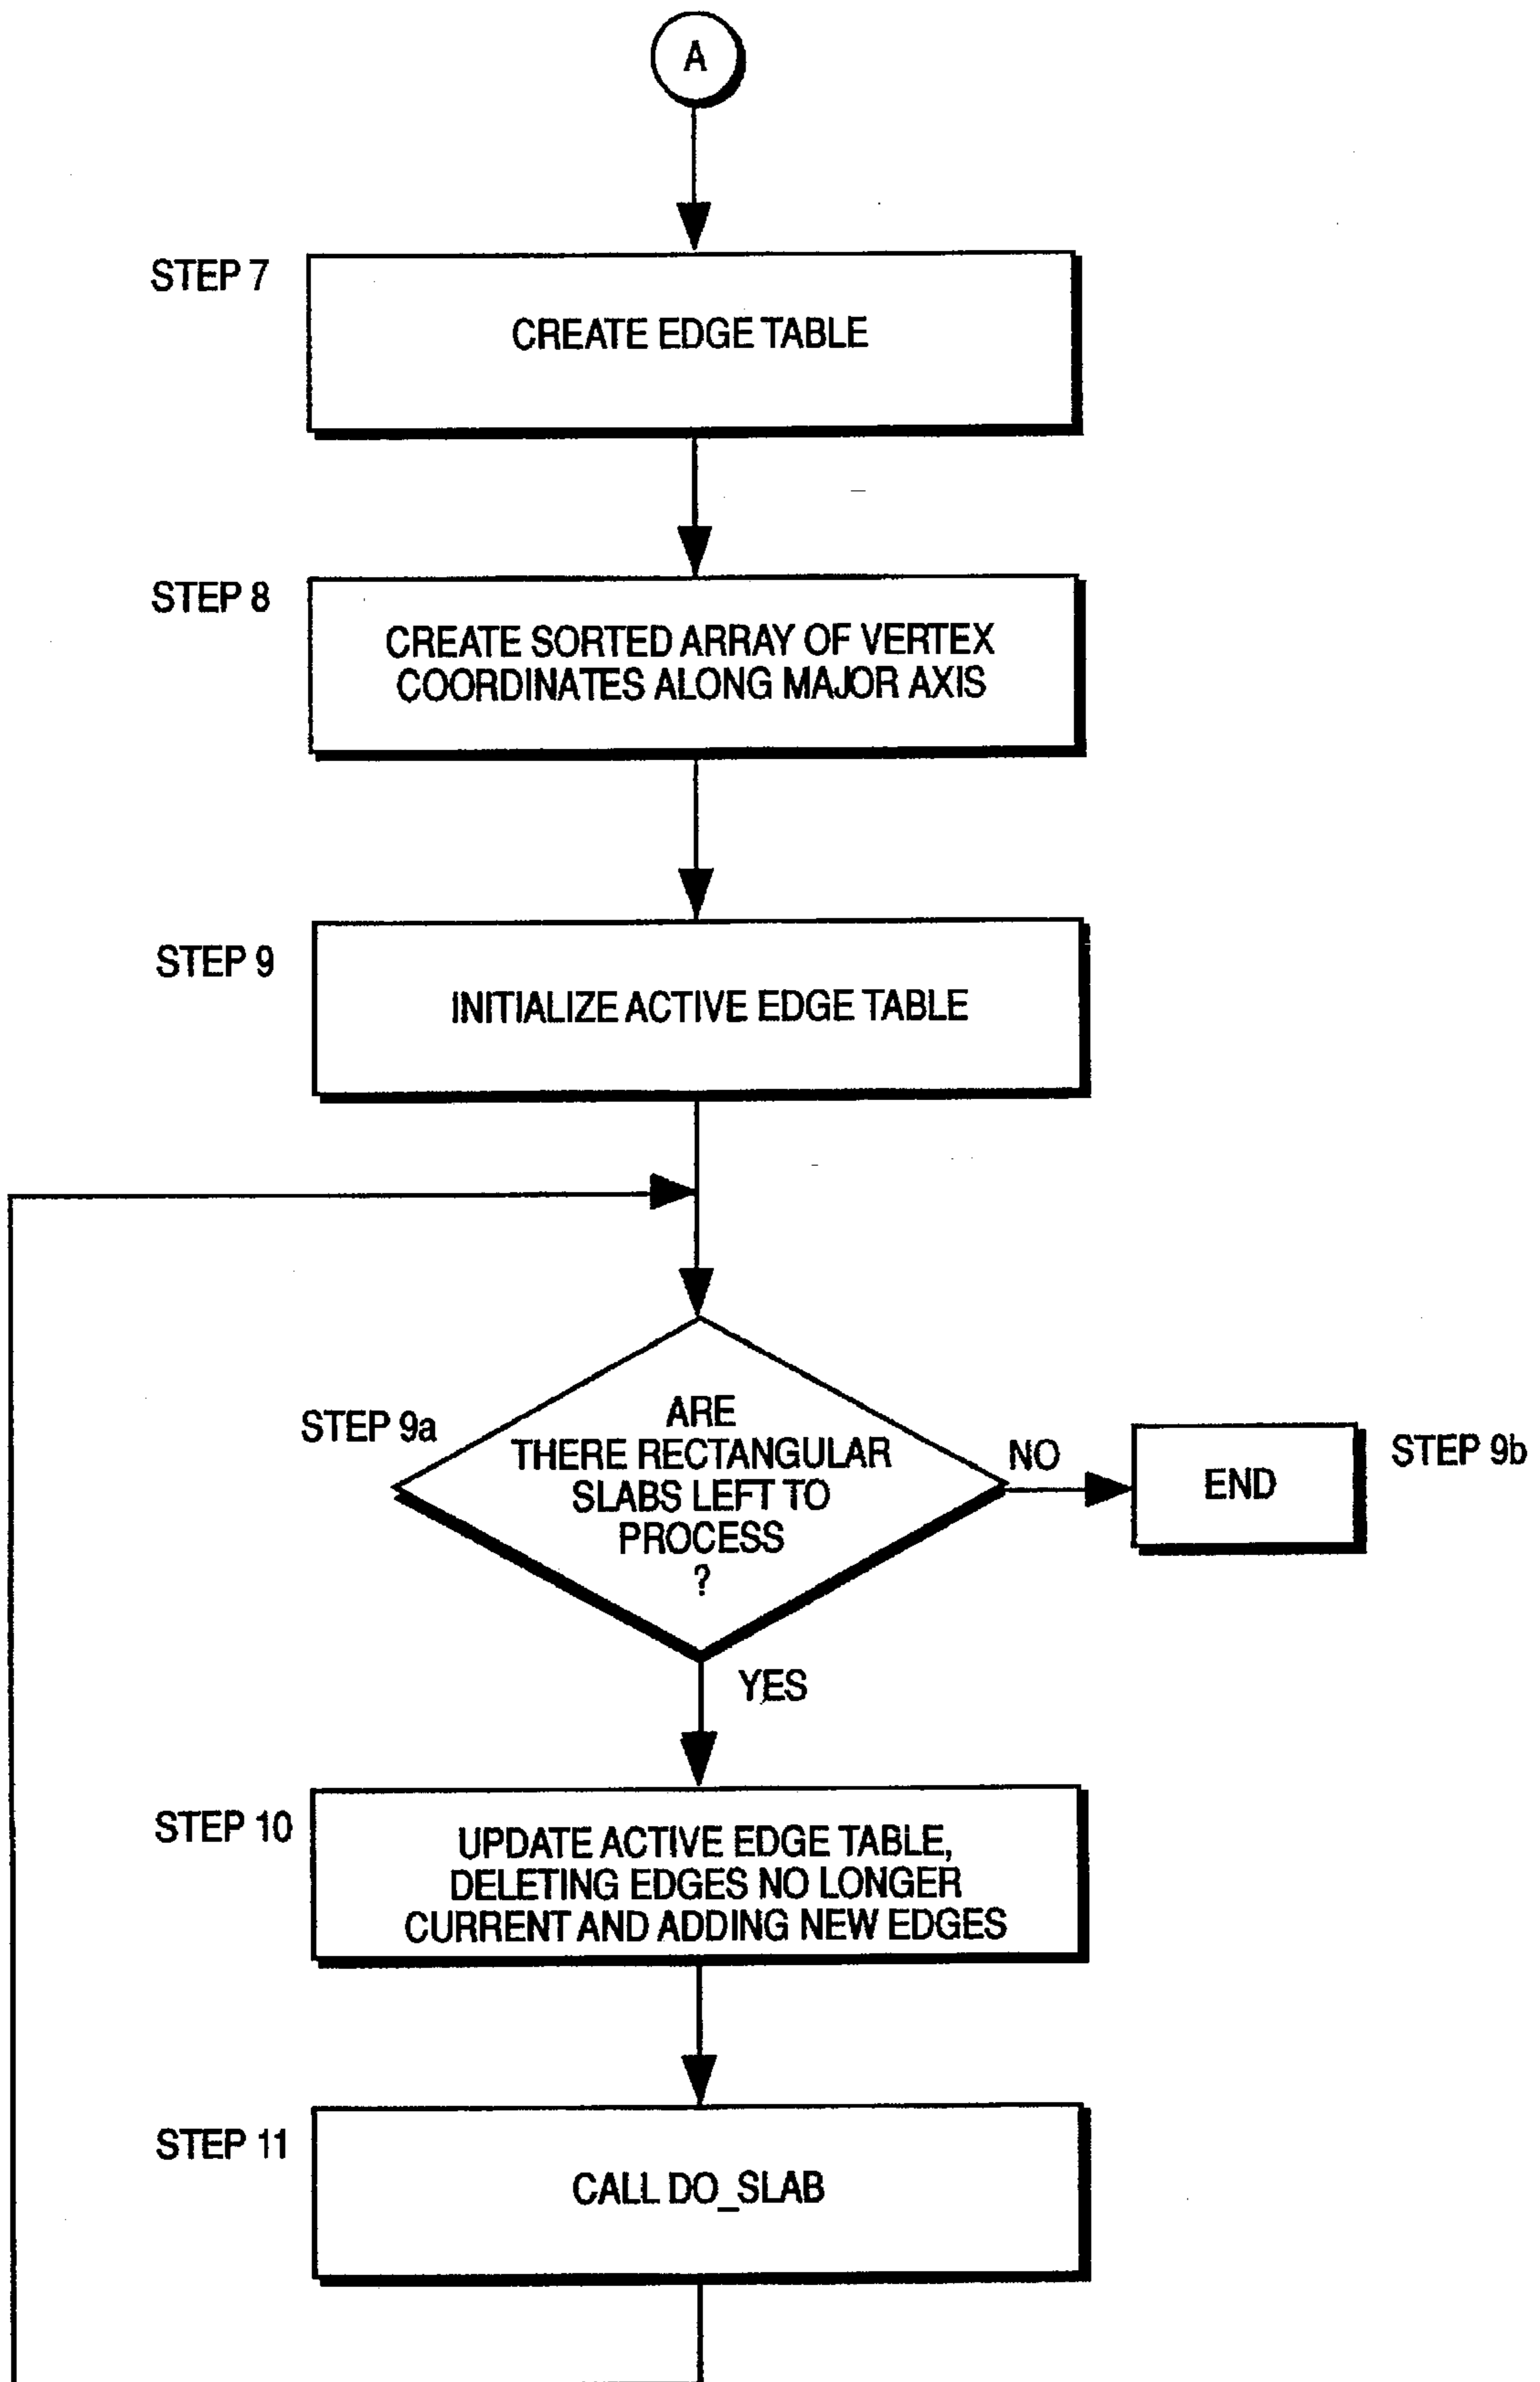 A
STEP 7
CREATE EDGE TABLE
STEP 8
CREATE SORTED ARRAY OF VERTEX
COORDINATES ALONG MAJOR AXIS
STEP 9
INITIALIZE ACTIVE EDGE TABLE
STEP 9a
ARE
THERE RECTANGULAR
SLABS LEFT TO
PROCESS
?
NO
END
STEP 9b
YES
STEP 10
UPDATE ACTIVE EDGE TABLE,
DELETING EDGES NO LONGER
CURRENT AND ADDING NEW EDGES
STEP 11
CALL DO_SLAB